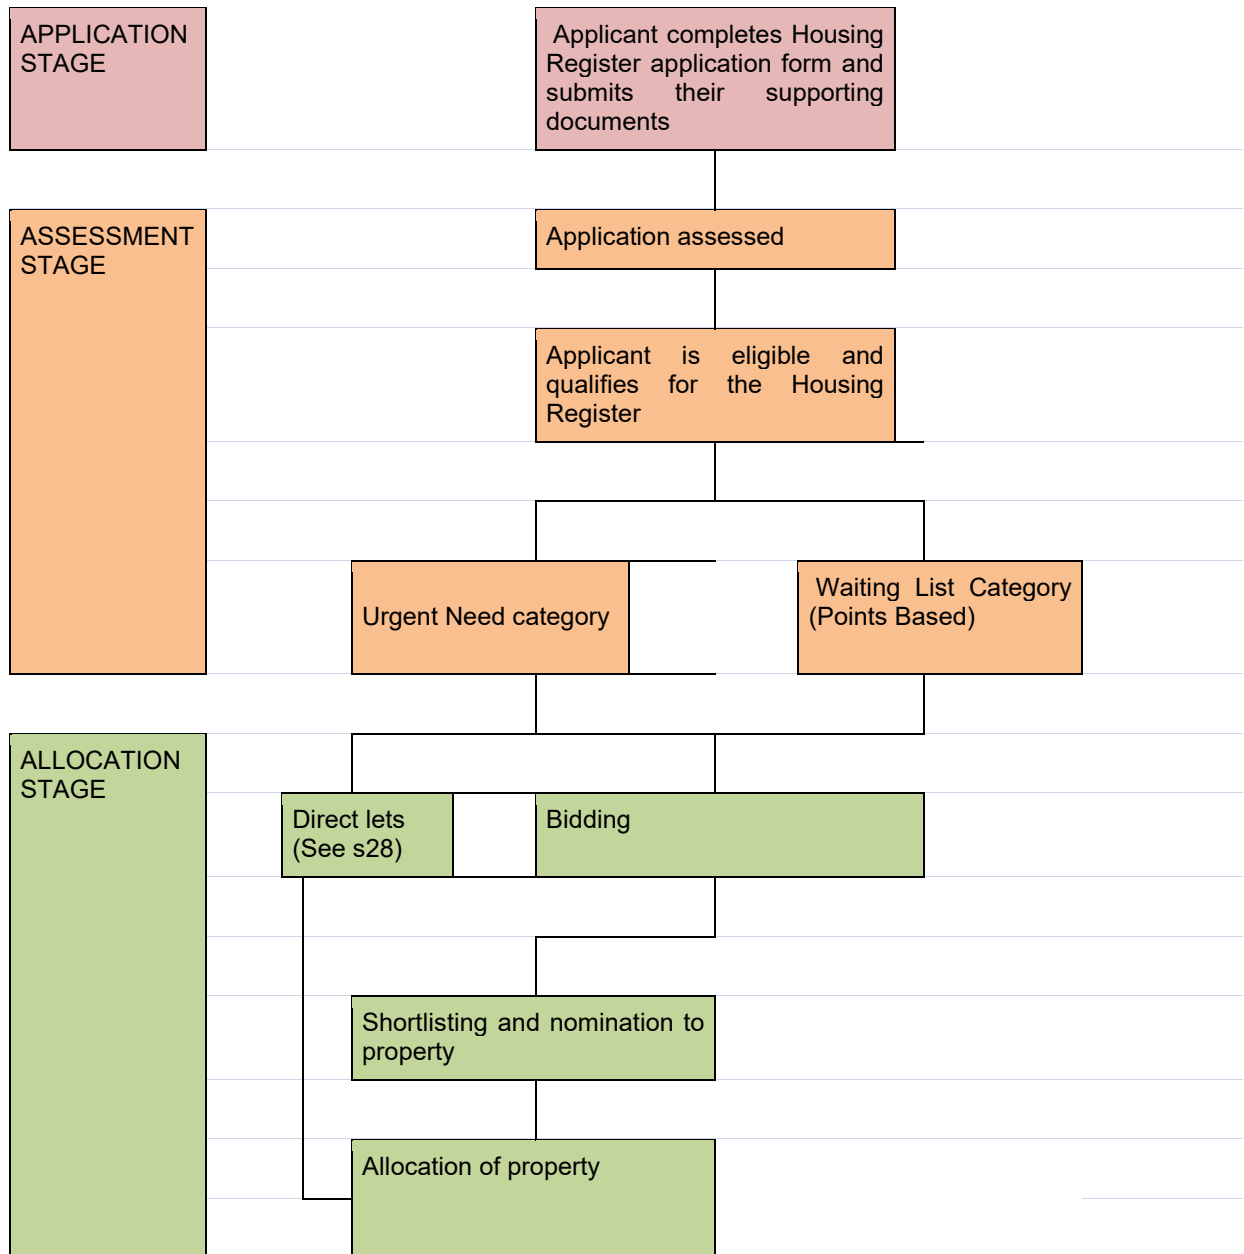 APPLICATION
STAGE
Applicant completes Housing
Register application form and
submits their supporting
documents
ASSESSMENT
STAGE
Application assessed
Applicant is eligible and
qualifies for the Housing
Register
Urgent Need category
Waiting List Category
(Points Based)
ALLOCATION
STAGE
Direct lets
(See s28)
Bidding
Shortlisting and nomination to
property
Allocation of property